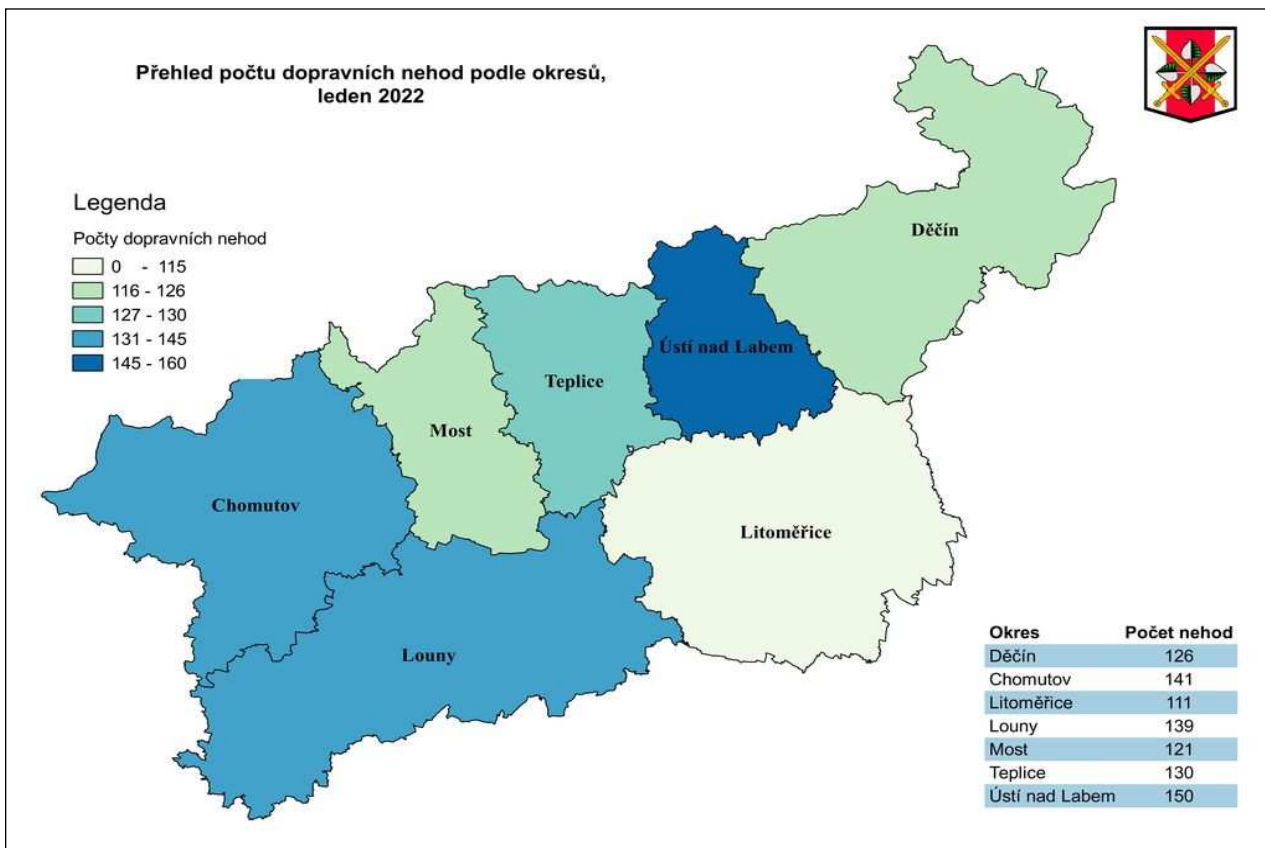 Přehled počtu dopravních nehod podle okresů,
leden 2022
Legenda
Počty dopravních nehod
0 - 115
116 - 126
127 - 130
131 - 145
145 - 160
Děčín
Ústí nad Labem
Teplice
Most
Chomutov
Litoměřice
Louny
Okres Počet nehod
Děčín 126
Chomutov 141
Litoměřice 111
Louny 139
Most 121
Teplice 130
Ústí nad Labem 150